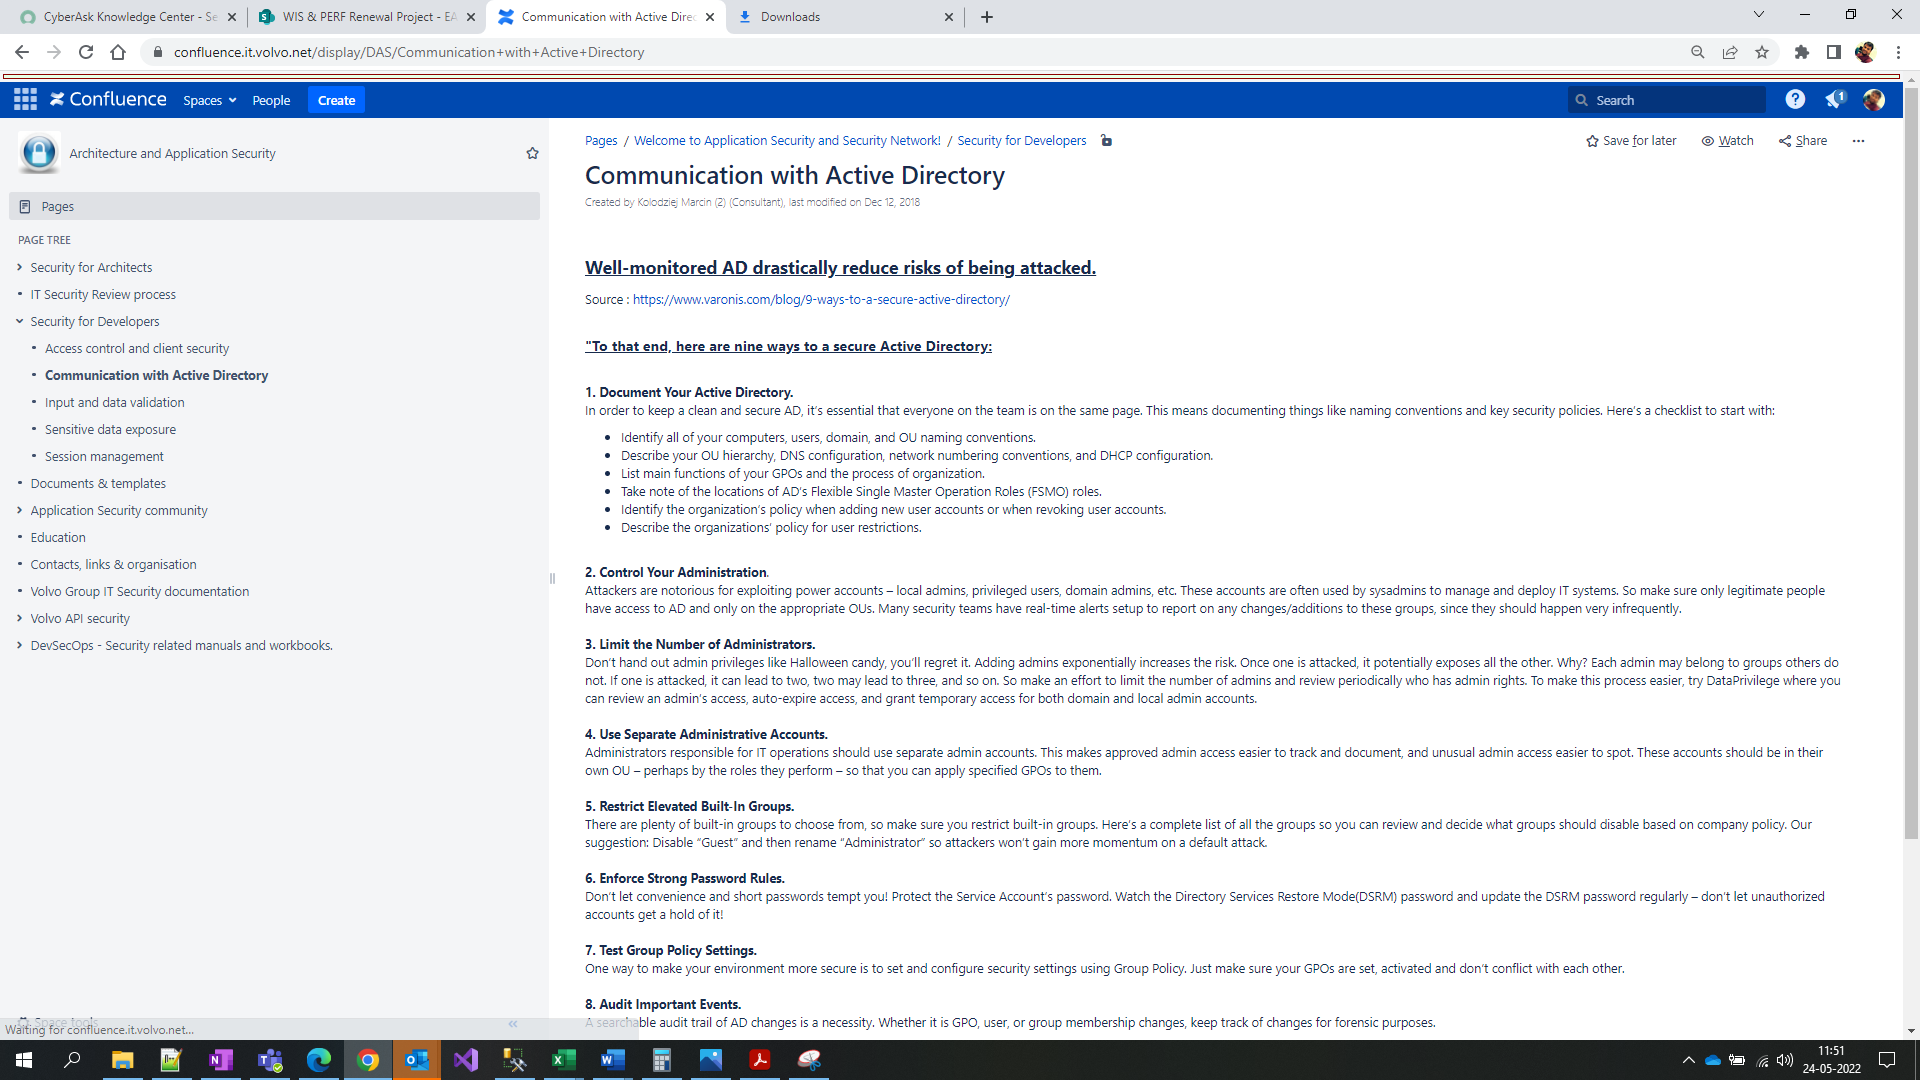 CyberAsk Knowledge Center - Se
WIS & PERF Renewal Project - EA
Communication with Active Direc
Downloads
confluence.it.volvo.net/display/DAS/Communication+with+Active+Directory
Confluence
Spaces
People
Create
Search
1
Architecture and Application Security
Pages
PAGE TREE
Security for Architects
IT Security Review process
Security for Developers
Access control and client security
Communication with Active Directory
Input and data validation
Sensitive data exposure
Session management
Documents & templates
Application Security community
Education
Contacts, links & organisation
Volvo Group IT Security documentation
Volvo API security
DevSecOps - Security related manuals and workbooks.
Space tools
Waiting for confluence.it.volvo.net...
Pages / Welcome to Application Security and Security Network! / Security for Developers
Save for later
Watch
Share
Communication with Active Directory
Created by Kolodziej Marcin (2) (Consultant), last modified on Dec 12, 2018
Well-monitored AD drastically reduce risks of being attacked.
Source : https://www.varonis.com/blog/9-ways-to-a-secure-active-directory/
"To that end, here are nine ways to a secure Active Directory:
1. Document Your Active Directory.
In order to keep a clean and secure AD, it's essential that everyone on the team is on the same page. This means documenting things like naming conventions and key security policies. Here's a checklist to start with:
• Identify all of your computers, users, domain, and OU naming conventions.
• Describe your OU hierarchy, DNS configuration, network numbering conventions, and DHCP configuration.
• List main functions of your GPOs and the process of organization.
• Take note of the locations of AD's Flexible Single Master Operation Roles (FSMO) roles.
• Identify the organization's policy when adding new user accounts or when revoking user accounts.
• Describe the organizations' policy for user restrictions.
2. Control Your Administration.
Attackers are notorious for exploiting power accounts – local admins, privileged users, domain admins, etc. These accounts are often used by sysadmins to manage and deploy IT systems. So make sure only legitimate people
have access to AD and only on the appropriate OUs. Many security teams have real-time alerts setup to report on any changes/additions to these groups, since they should happen very infrequently.
3. Limit the Number of Administrators.
Don't hand out admin privileges like Halloween candy, you'll regret it. Adding admins exponentially increases the risk. Once one is attacked, it potentially exposes all the other. Why? Each admin may belong to groups others do
not. If one is attacked, it can lead to two, two may lead to three, and so on. So make an effort to limit the number of admins and review periodically who has admin rights. To make this process easier, try DataPrivilege where you
can review an admin's access, auto-expire access, and grant temporary access for both domain and local admin accounts.
4. Use Separate Administrative Accounts.
Administrators responsible for IT operations should use separate admin accounts. This makes approved admin access easier to track and document, and unusual admin access easier to spot. These accounts should be in their
own OU – perhaps by the roles they perform – so that you can apply specified GPOs to them.
5. Restrict Elevated Built-In Groups.
There are plenty of built-in groups to choose from, so make sure you restrict built-in groups. Here's a complete list of all the groups so you can review and decide what groups should disable based on company policy. Our
suggestion: Disable "Guest" and then rename "Administrator" so attackers won't gain more momentum on a default attack.
6. Enforce Strong Password Rules.
Don't let convenience and short passwords tempt you! Protect the Service Account's password. Watch the Directory Services Restore Mode(DSRM) password and update the DSRM password regularly – don't let unauthorized
accounts get a hold of it!
7. Test Group Policy Settings.
One way to make your environment more secure is to set and configure security settings using Group Policy. Just make sure your GPOs are set, activated and don't conflict with each other.
8. Audit Important Events.
A searchable audit trail of AD changes is a necessity. Whether it is GPO, user, or group membership changes, keep track of changes for forensic purposes.
11:51
24-05-2022